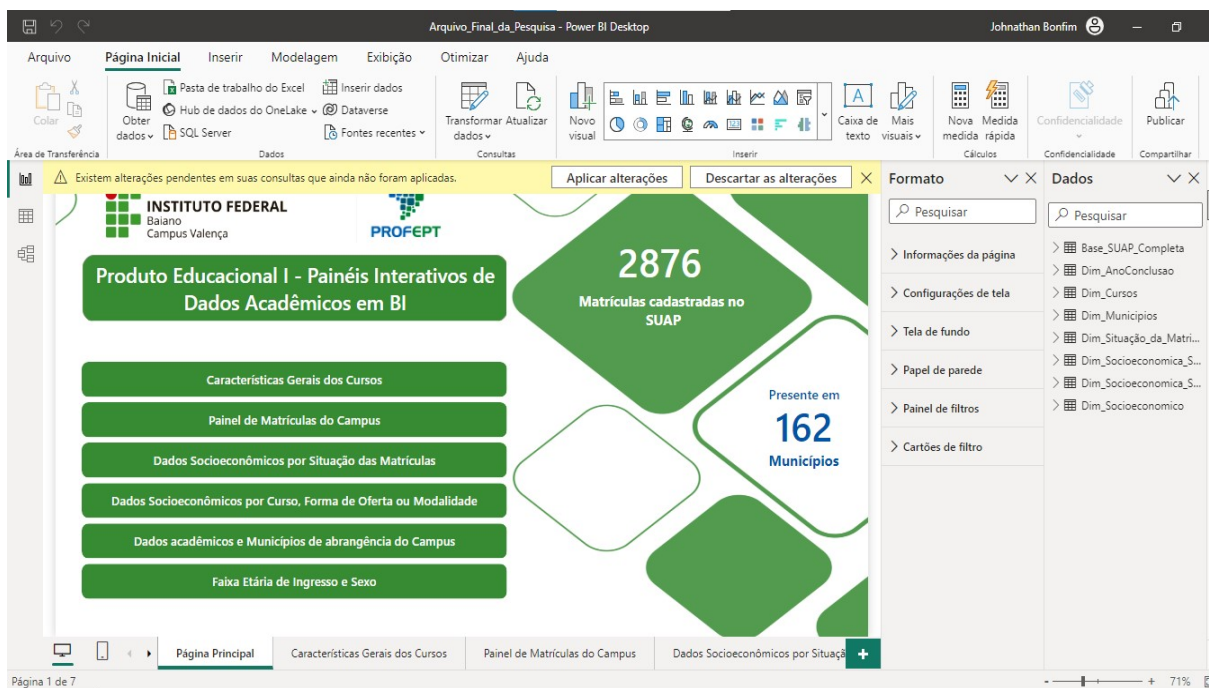 Arquivo_Final_da_Pesquisa - Power BI Desktop
Johnathan Bonfim
Arquivo
Página Inicial
Inserir
Modelagem
Exibição
Otimizar
Ajuda
Colar
Área de Transferência
Obter
dados
Pasta de trabalho do Excel
Hub de dados do OneLake
SQL Server
Inserir dados
Dataverse
Fontes recentes
Dados
Transformar
dados
Atualizar
Consultas
Novo
visual
Caixa de
texto
Mais
visuais
Inserir
Nova
medida
Medida
rápida
Cálculos
Confidencialidade
Confidencialidade
Publicar
Compartilhar
Existem alterações pendentes em suas consultas que ainda não foram aplicadas.
Aplicar alterações
Descartar as alterações
INSTITUTO FEDERAL
Baiano
Campus Valença
PROFEPT
Produto Educacional I - Painéis Interativos de
Dados Acadêmicos em BI
Características Gerais dos Cursos
Painel de Matrículas do Campus
Dados Socioeconômicos por Situação das Matrículas
Dados Socioeconômicos por Curso, Forma de Oferta ou Modalidade
Dados acadêmicos e Municípios de abrangência do Campus
Faixa Etária de Ingresso e Sexo
2876
Matrículas cadastradas no
SUAP
Presente em
162
Municípios
Formato
Pesquisar
Informações da página
Configurações de tela
Tela de fundo
Papel de parede
Painel de filtros
Cartões de filtro
Dados
Pesquisar
Base_SUAP_Completa
Dim_AnoConclusao
Dim_Cursos
Dim_Municipios
Dim_Situação_da_Matri...
Dim_Socioeconomica_S...
Dim_Socioeconomica_S...
Dim_Socioeconomico
Página Principal
Características Gerais dos Cursos
Painel de Matrículas do Campus
Dados Socioeconômicos por Situaçã
Página 1 de 7
71%